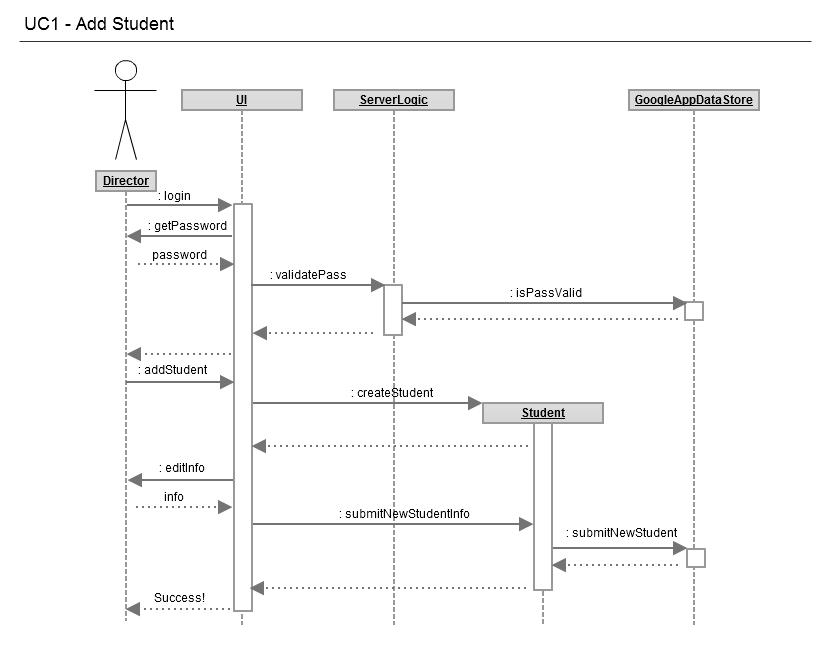 UC1 - Add Student
UI
ServerLogic
GoogleAppDataStore
Director
: login
: getPassword
password
: validatePass
: isPassValid
: addStudent
: createStudent
Student
: editInfo
info
: submitNewStudentInfo
: submitNewStudent
Success!